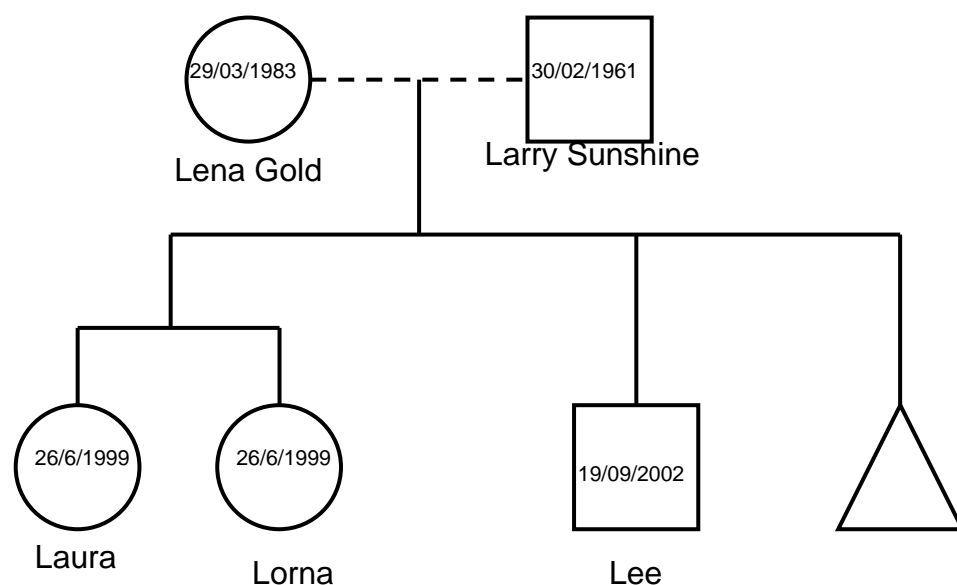 29/03/1983
30/02/1961
Lena Gold
Larry Sunshine
26/6/1999
26/6/1999
19/09/2002
Laura
Lorna
Lee